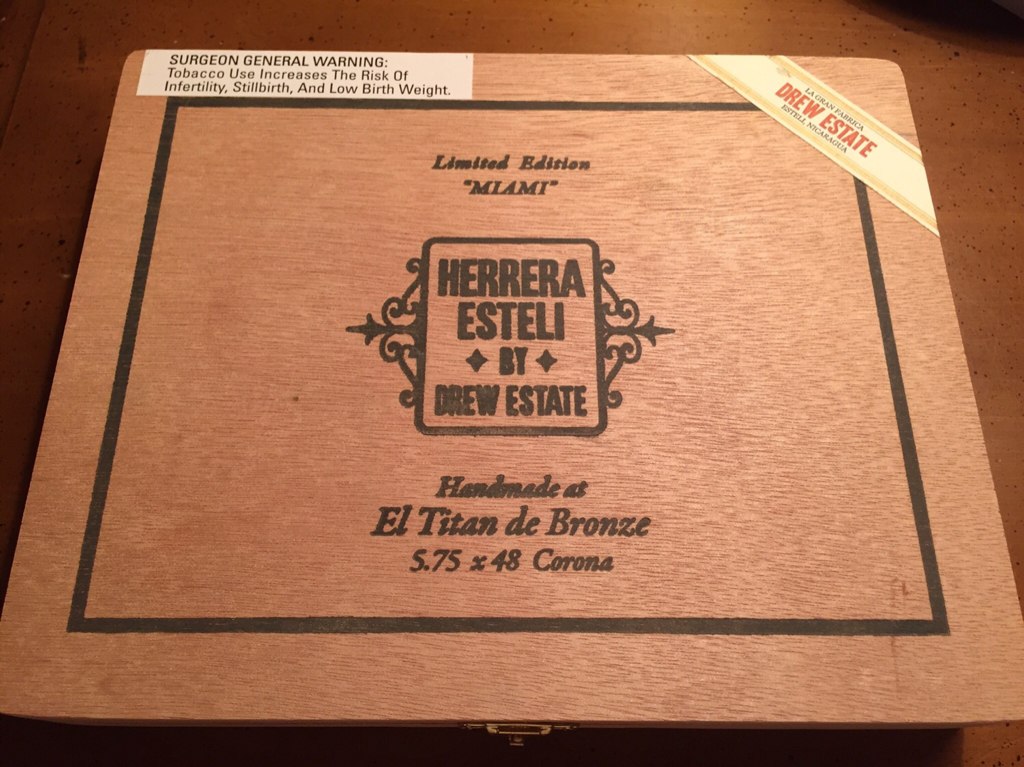 SURGEON GENERAL WARNING:
Tobacco Use Increases The Risk Of
Infertility, Stillbirth, And Low Birth Weight.
LA GRAN FABRICA
DREW ESTATE
ESTELI, NICARAGUA
Limited Edition
"MIAMI"
HERRERA
ESTELI
BY
DREW ESTATE
Handmade at
El Titan de Bronze
5.75 x 48 Corona